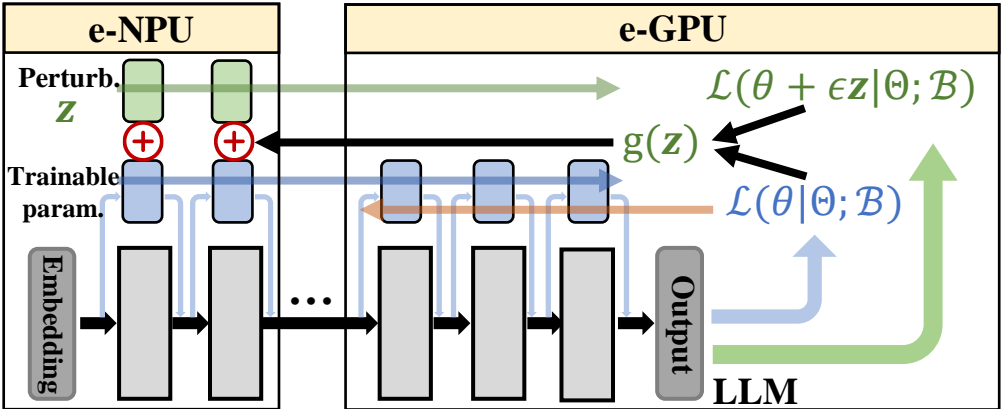 e-NPU
e-GPU
Perturb.
z
ℒ(θ + ϵz|Θ; ℬ)
g(z)
Trainable
param.
ℒ(θ|Θ; ℬ)
Embedding
...
Output
LLM